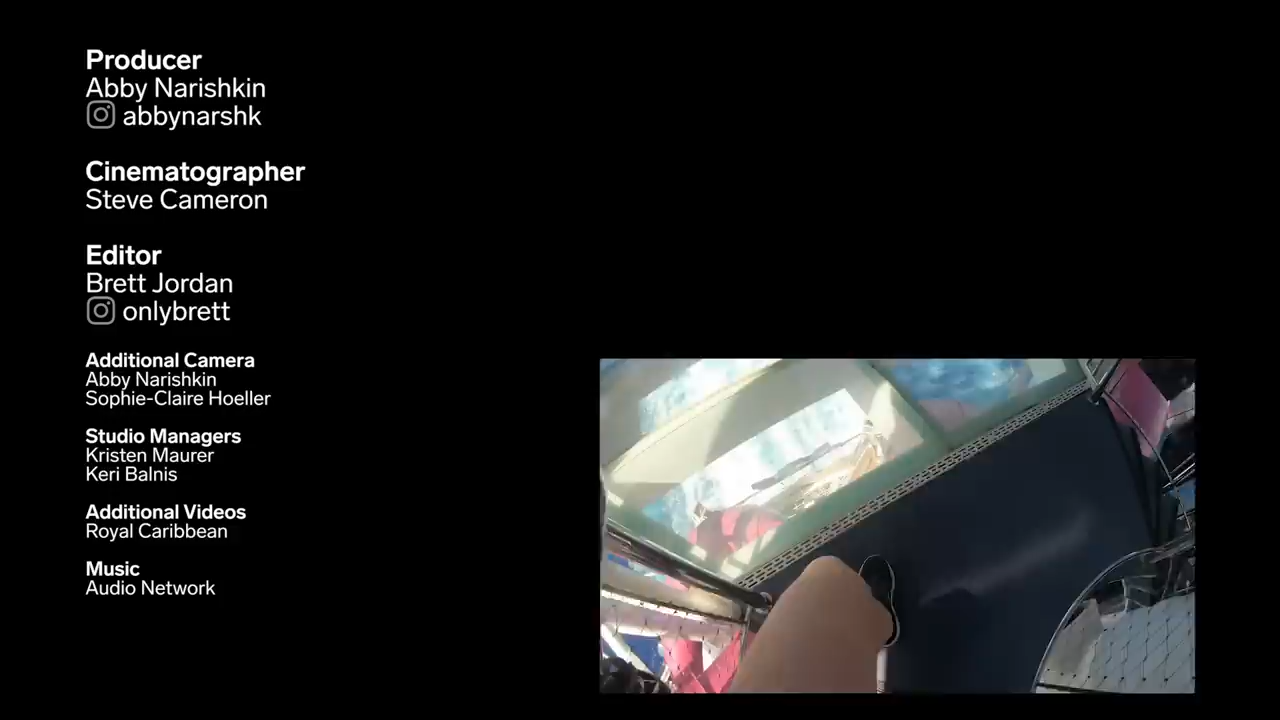 Producer
Abby Narishkin
abbynarshk
Cinematographer
Steve Cameron
Editor
Brett Jordan
onlybrett
Additional Camera
Abby Narishkin
Sophie-Claire Hoeller
Studio Managers
Kristen Maurer
Keri Balnis
Additional Videos
Royal Caribbean
Music
Audio Network